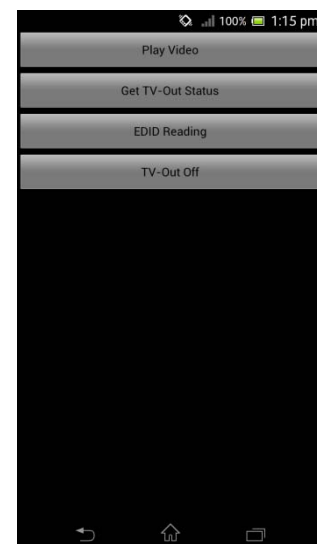 100% 1:15 pm
Play Video
Get TV-Out Status
EDID Reading
TV-Out Off